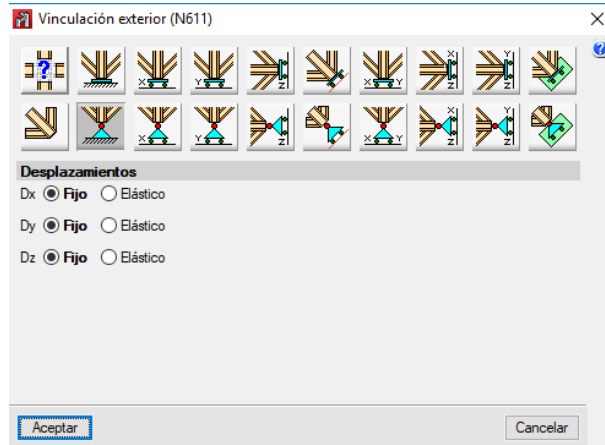 Vinculación exterior (N611)
?
X Y Z X Y X Z Y Z
X Y Z X Y X Z Y Z
Desplazamientos
Dx Fijo Elástico
Dy Fijo Elástico
Dz Fijo Elástico
Aceptar Cancelar